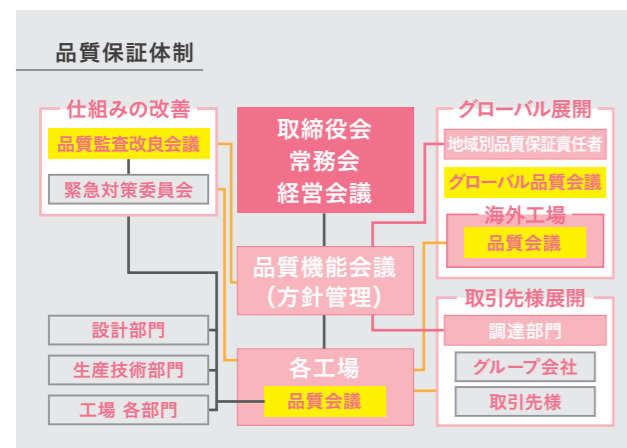 品質保証体制
仕組みの改善
品質監査改良会議
緊急対策委員会
取締役会
常務会
経営会議
グローバル展開
地域別品質保証責任者
グローバル品質会議
海外工場
品質会議
品質機能会議
（方針管理）
取引先様展開
調達部門
グループ会社
取引先様
設計部門
生産技術部門
工場 各部門
各工場
品質会議